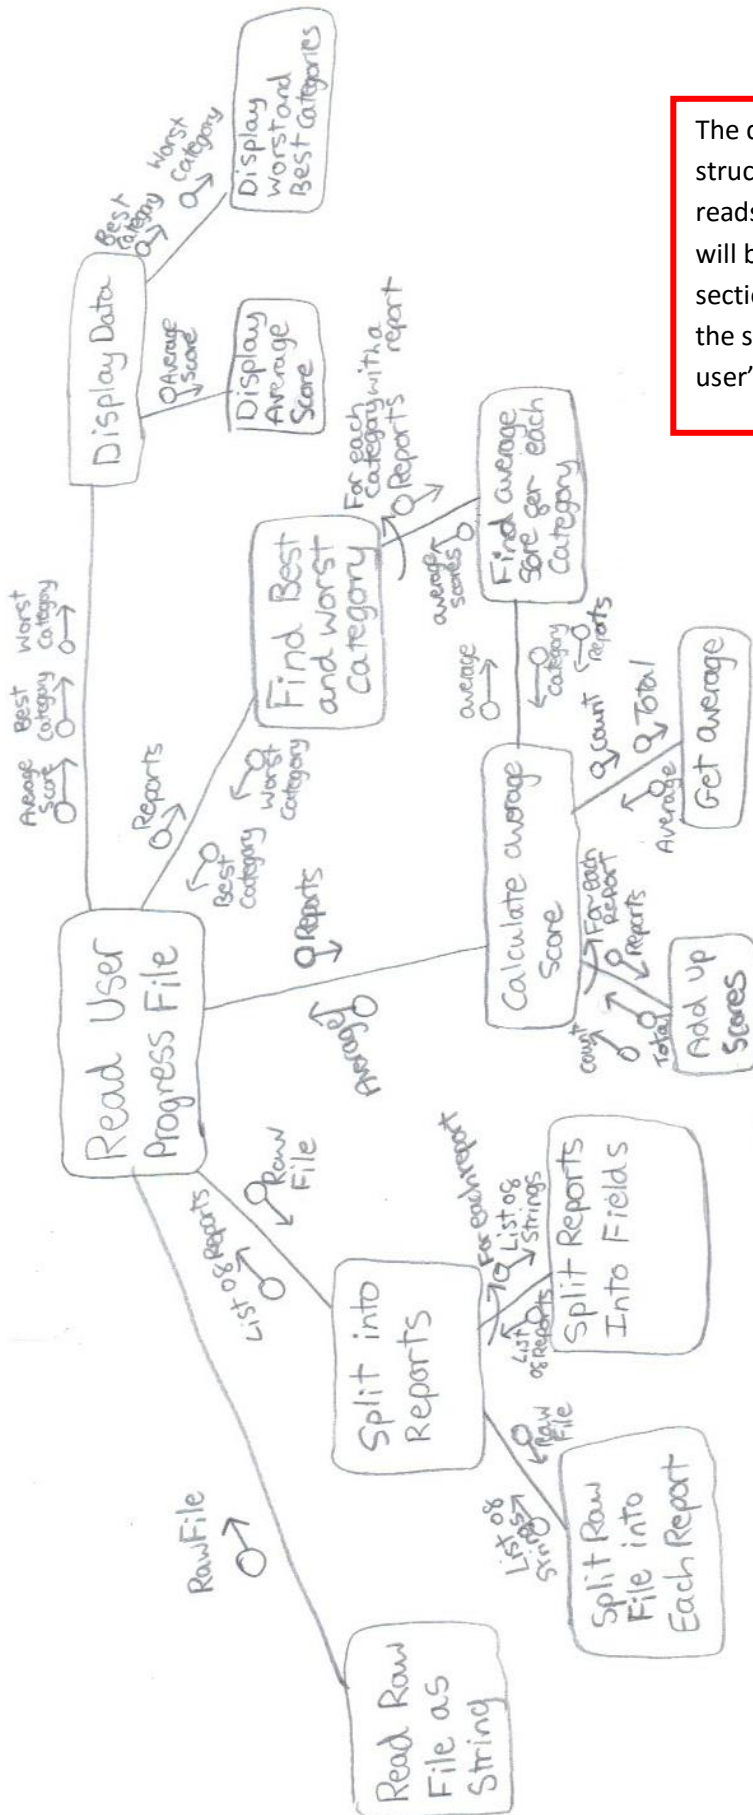 Read User
Progress File
RawFile
Read Raw
File as
String
List of Reports
Raw
File
Split into
Reports
List of
Strings
Raw
File
Split Raw
File into
Each Report
For each report
List of
Strings
List
of Reports
Split Reports
Into Fields
Average
Reports
Calculate average
Score
Count
Total
For each
Report
Reports
Add up
Scores
Count
Total
Average
Get average
Reports
Best
Category
Worst
Category
Find Best
and Worst
Category
For each
Category with a
report
Reports
average
scores
Find average
Sore per each
Category
average
Category
Reports
Average
Score
Best
Category
Worst
Category
Display Data
Average
Score
Display
Average
Score
Best
Category
Worst
Category
Display
Worst and
Best Categories
The
struc
reads
will b
sectio
the s
user'